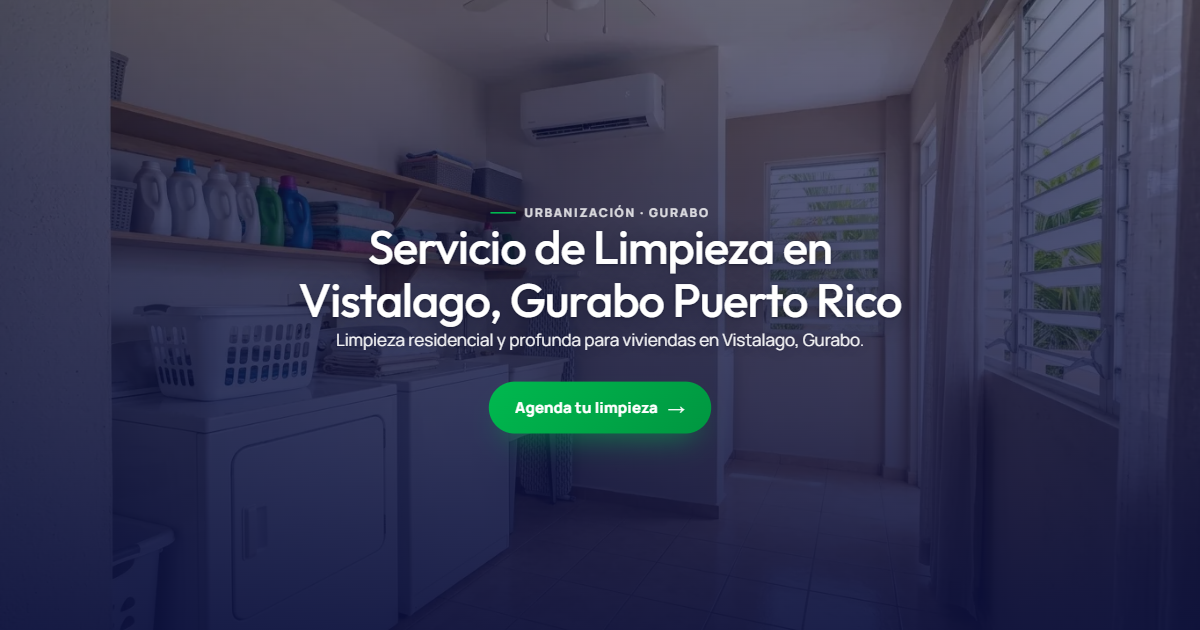 URBANIZACIÓN · GURABO
Servicio de Limpieza en
Vistalago, Gurabo Puerto Rico
Limpieza residencial y profunda para viviendas en Vistalago, Gurabo.
Agenda tu limpieza →